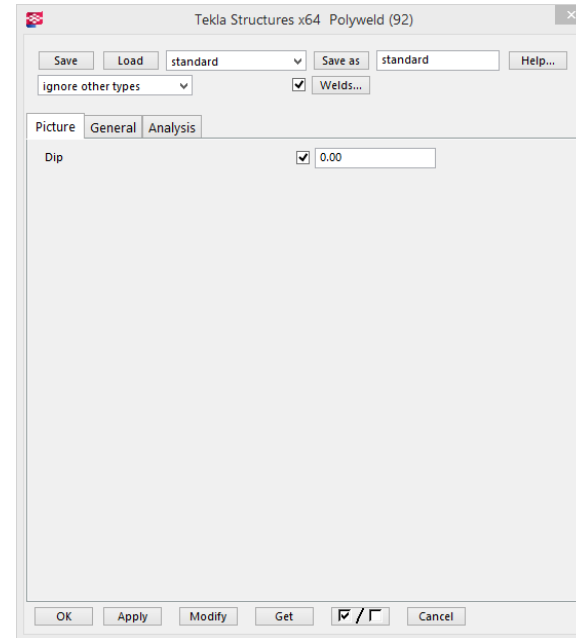 Tekla Structures x64 Polyweld (92)
Save Load standard Save as standard Help...
ignore other types Welds...
Picture General Analysis
Dip 0.00
OK Apply Modify Get / Cancel